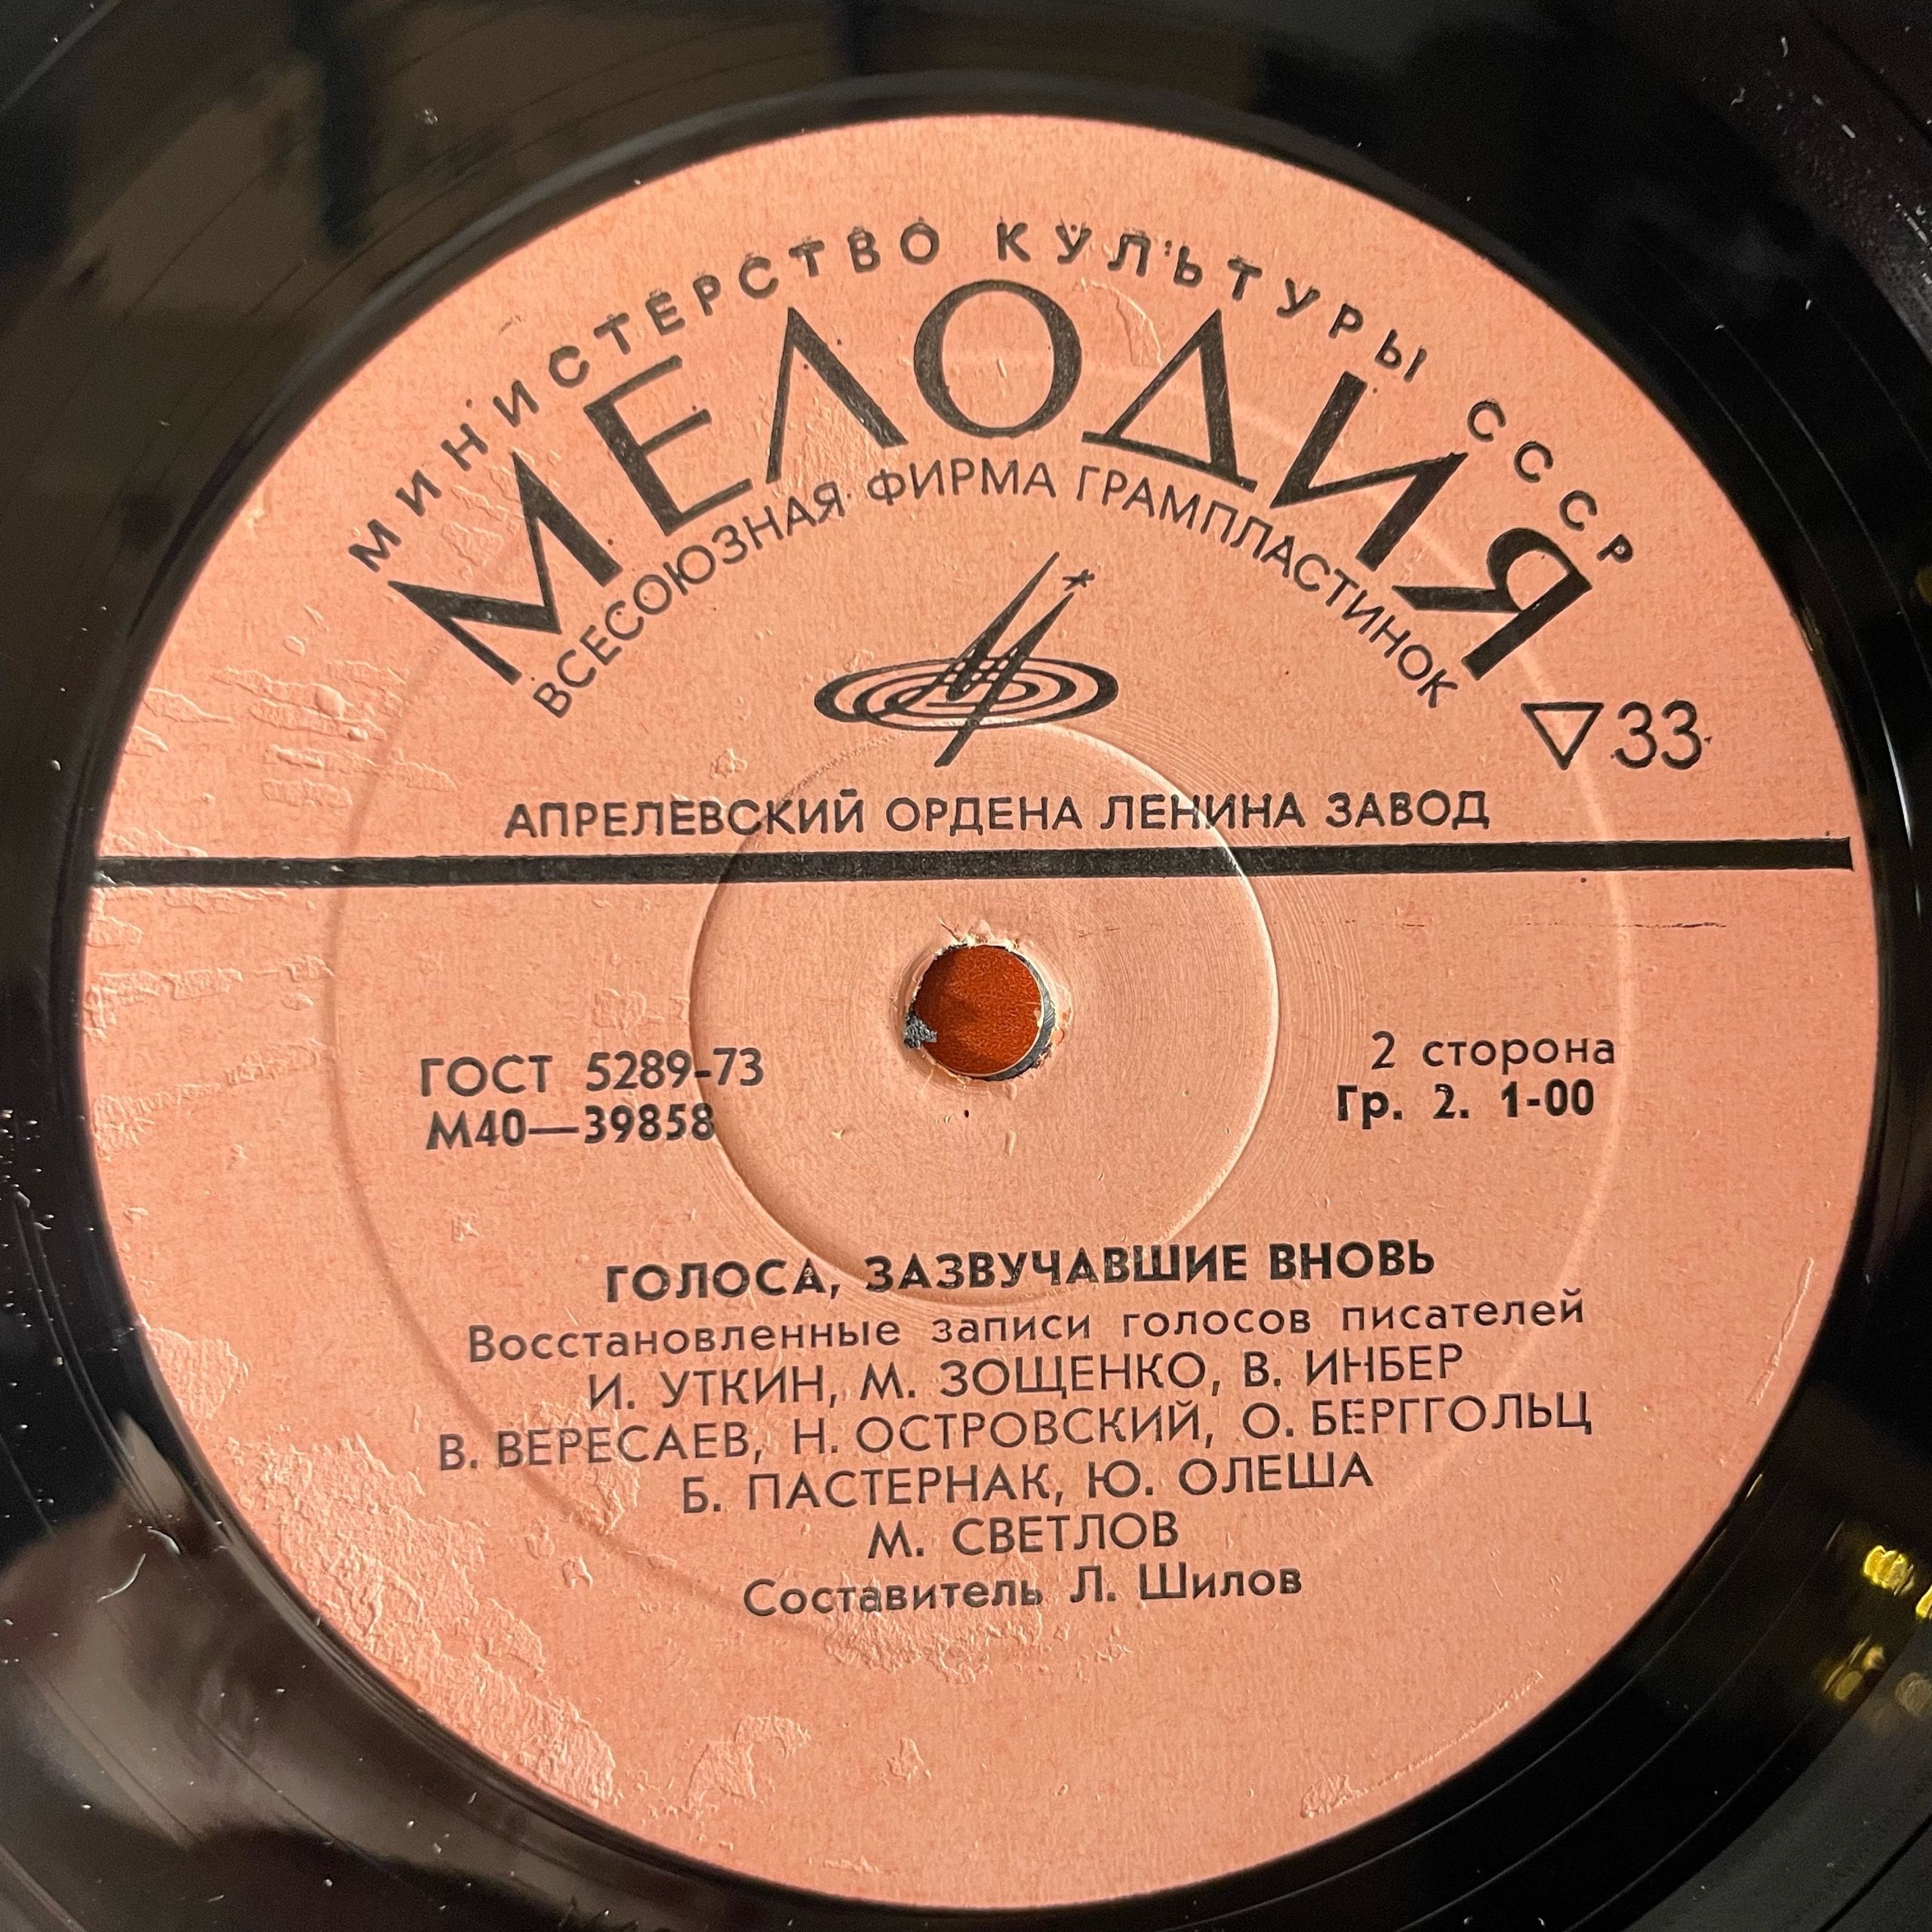 МИНИСТЕРСТВО КУЛЬТУРЫ СССР
МЕЛОДИЯ
ВСЕСОЮЗНАЯ ФИРМА ГРАМПЛАСТИНОК
▽33
АПРЕЛЕВСКИЙ ОРДЕНА ЛЕНИНА ЗАВОД
ГОСТ 5289-73
М40—39858
2 сторона
Гр. 2. 1-00
ГОЛОСА, ЗАЗВУЧАВШИЕ ВНОВЬ
Восстановленные записи голосов писателей
И. УТКИН, М. ЗОЩЕНКО, В. ИНБЕР
В. ВЕРЕСАЕВ, Н. ОСТРОВСКИЙ, О. БЕРГГОЛЬЦ
Б. ПАСТЕРНАК, Ю. ОЛЕША
М. СВЕТЛОВ
Составитель Л. Шилов